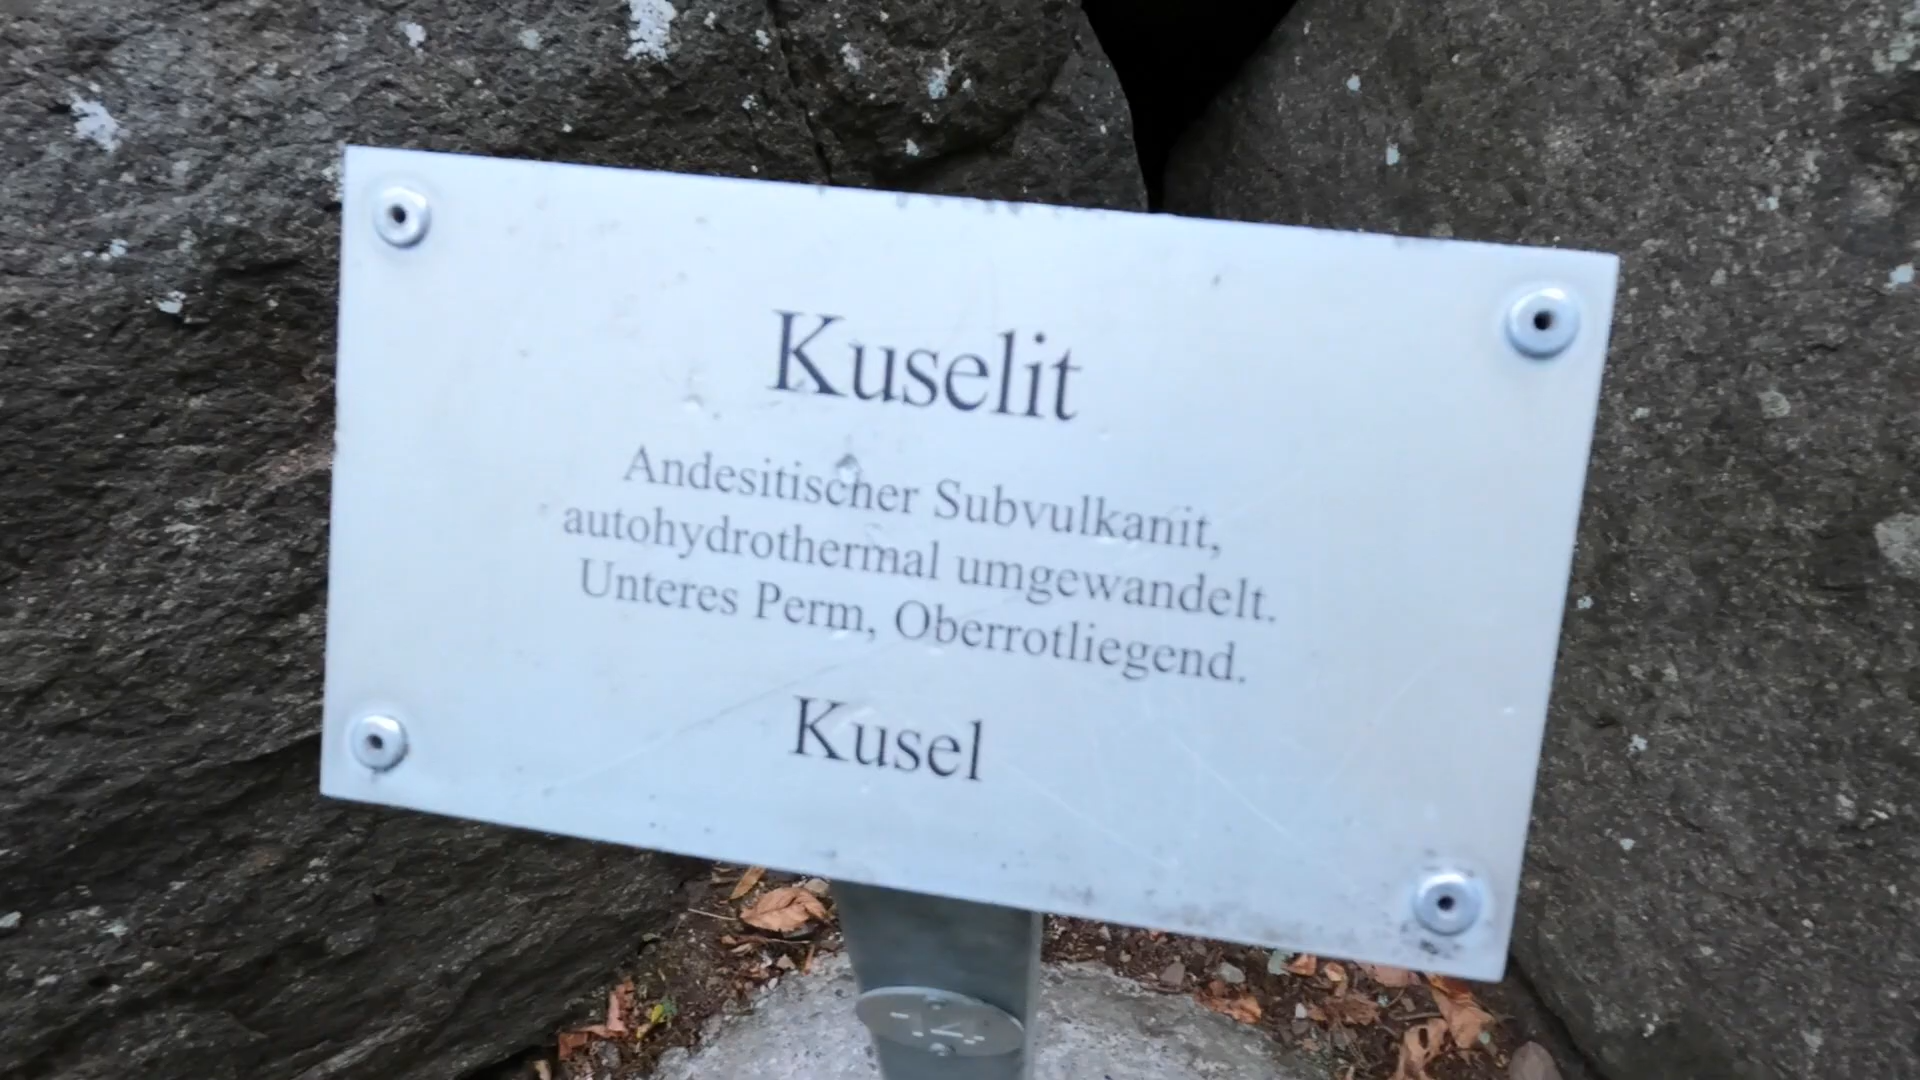 Kuselit
Andesitischer Subvulkanit,
autohydrothermal umgewandelt.
Unteres Perm, Oberrotliegend.
Kusel